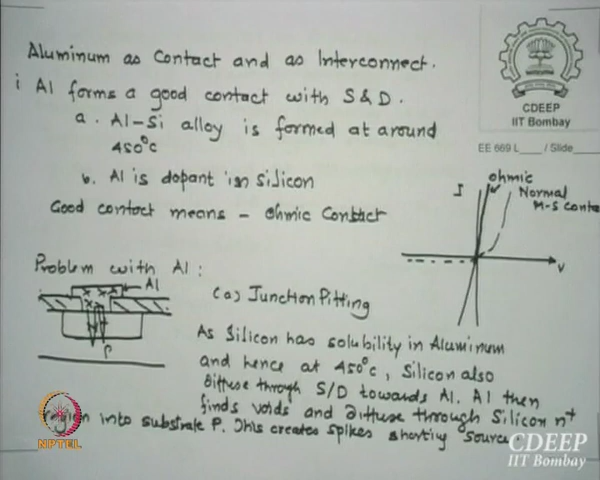 Aluminum as Contact and as Interconnect.
i Al forms a good contact with S&D.
a. Al-Si alloy is formed at around
450°C
b. Al is dopant in Silicon
Good contact means - Ohmic Contact
CDEEP
IIT Bombay
EE 669 L____ / Slide____
I
ohmic
Normal
M-S conta
V
Problem with Al:
Al
P
(a) Junction Pitting
As Silicon has solubility in Aluminum
and hence at 450°C, Silicon also
diffuse through S/D towards Al. Al then
finds voids and diffuse through Silicon n+
region into substrate P. This creates spikes shorting source
NPTEL
CDEEP
IIT Bombay